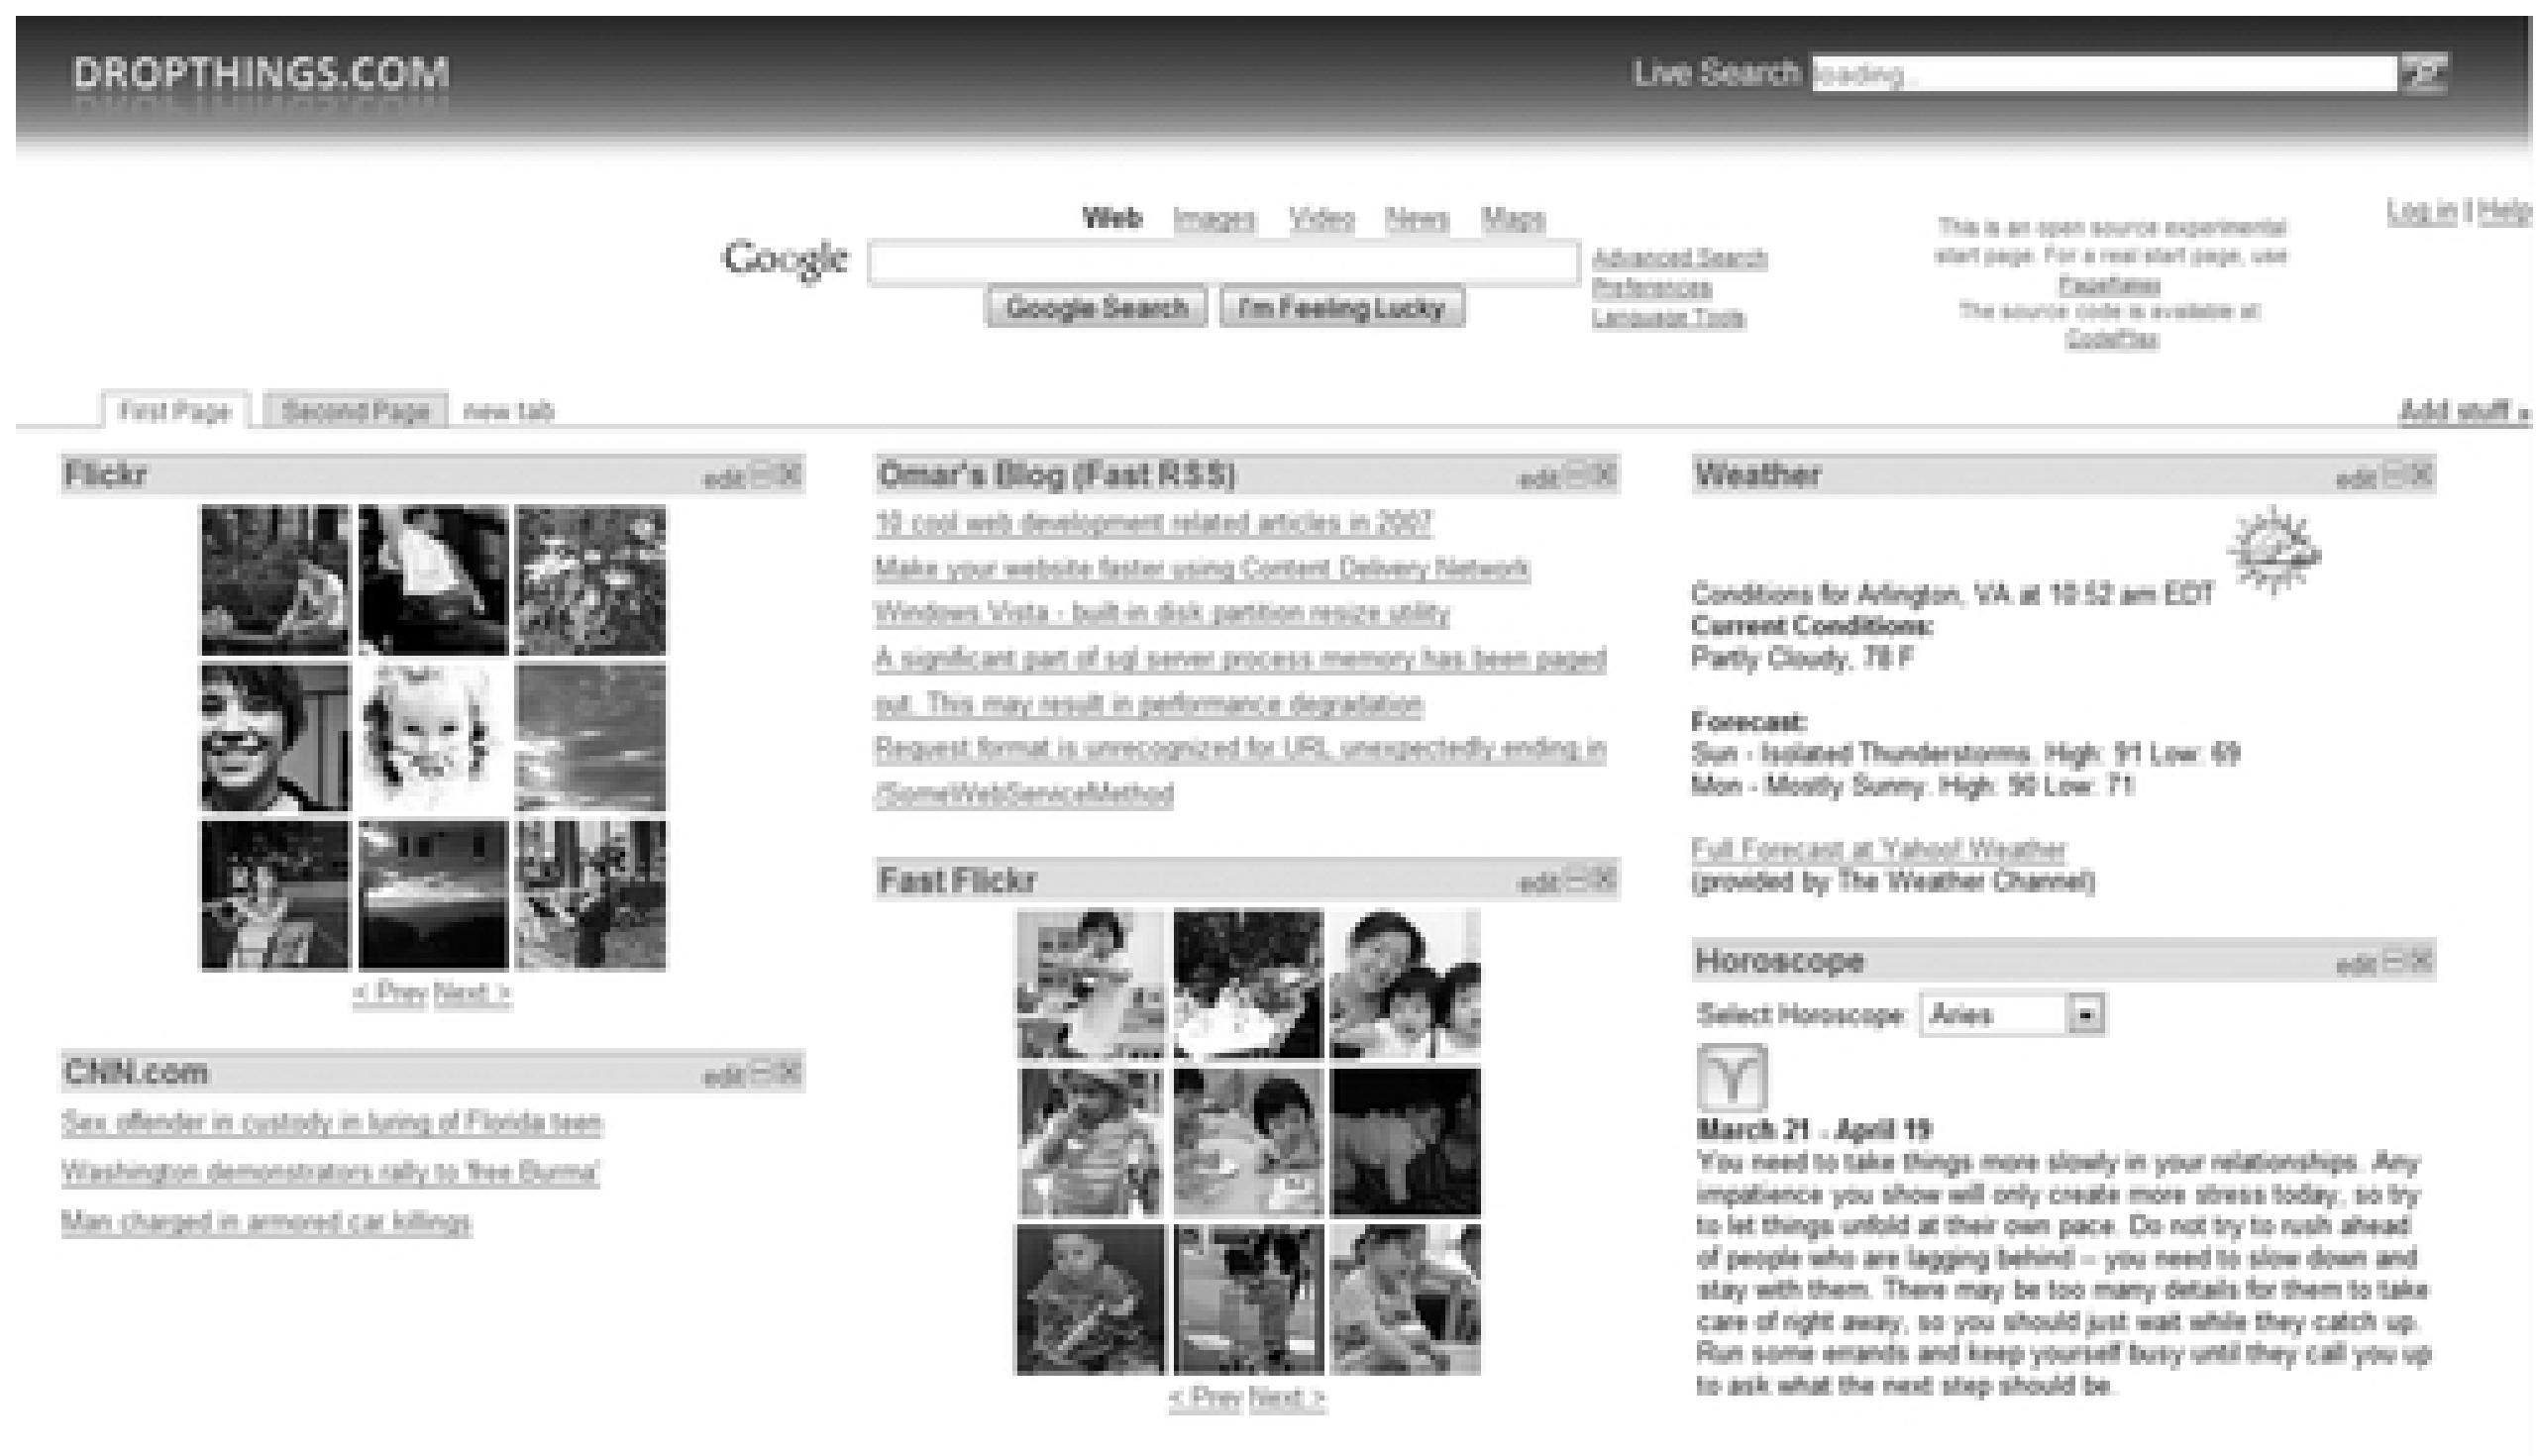 DROPTHINGS.COM
Live Search loading...
Log in | Help
Web Images Video News Maps
Google
Advanced Search
Preferences
Language Tools
Google Search I'm Feeling Lucky
This is an open source experimental
start page. For a real start page, use
Pageflakes
The source code is available at:
CodePlex
First Page Second Page new tab
Add stuff »
Flickr edit
< Prev Next >
CNN.com edit
Sex offender in custody in luring of Florida teen
Washington demonstrators rally to 'free Burma'
Man charged in armored car killings
Omar's Blog (Fast RSS) edit
10 cool web development related articles in 2007
Make your website faster using Content Delivery Network
Windows Vista - built-in disk partition resize utility
A significant part of sql server process memory has been paged
out. This may result in performance degradation
Request format is unrecognized for URL unexpectedly ending in
/SomeWebServiceMethod
Fast Flickr edit
< Prev Next >
Weather edit
Conditions for Arlington, VA at 10:52 am EDT
Current Conditions:
Partly Cloudy, 78 F
Forecast:
Sun - Isolated Thunderstorms. High: 91 Low: 69
Mon - Mostly Sunny. High: 90 Low: 71
Full Forecast at Yahoo! Weather
(provided by The Weather Channel)
Horoscope edit
Select Horoscope: Aries
March 21 - April 19
You need to take things more slowly in your relationships. Any
impatience you show will only create more stress today, so try
to let things unfold at their own pace. Do not try to rush ahead
of people who are lagging behind -- you need to slow down and
stay with them. There may be too many details for them to take
care of right away, so you should just wait while they catch up.
Run some errands and keep yourself busy until they call you up
to ask what the next step should be.